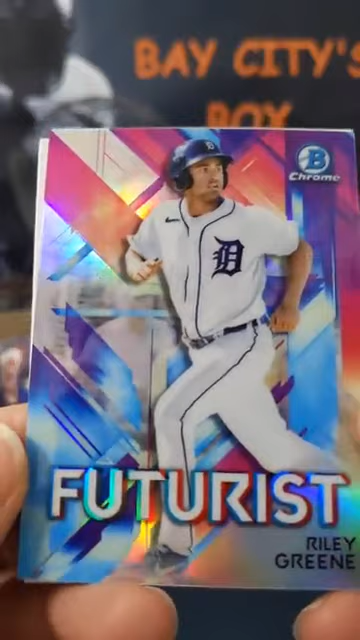 BAY CITY'S
BOX
B
B
Chrome
D
FUTURIST
RILEY
GREENE